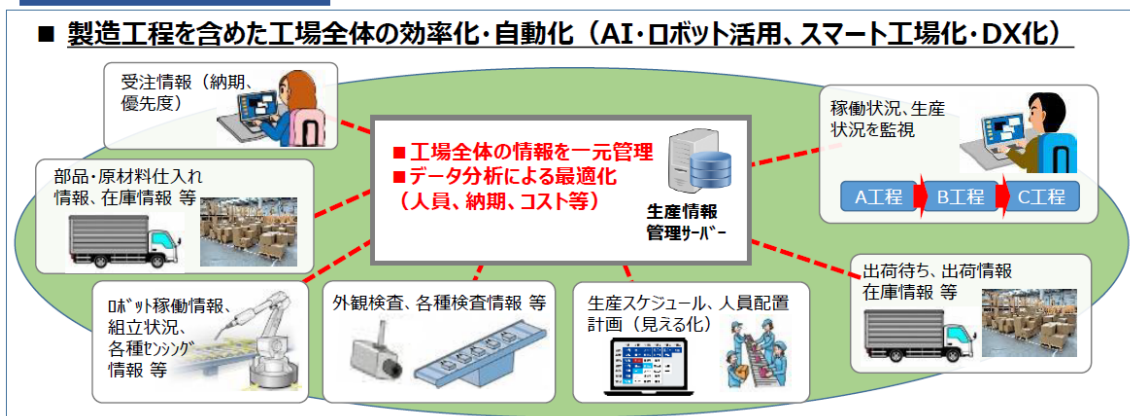 ■ 製造工程を含めた工場全体の効率化・自動化（AI・ロボット活用、スマート工場化・DX化）
受注情報（納期、
優先度）
部品・原材料仕入れ
情報、在庫情報 等
ﾛﾎﾞｯﾄ稼働情報、
組立状況、
各種ｾﾝｼﾝｸﾞ
情報 等
■工場全体の情報を一元管理
■データ分析による最適化
（人員、納期、コスト等）
生産情報
管理ｻｰﾊﾞｰ
外観検査、各種検査情報 等
生産スケジュール、人員配置
計画（見える化）
稼働状況、生産
状況を監視
A工程
B工程
C工程
出荷待ち、出荷情報
在庫情報 等